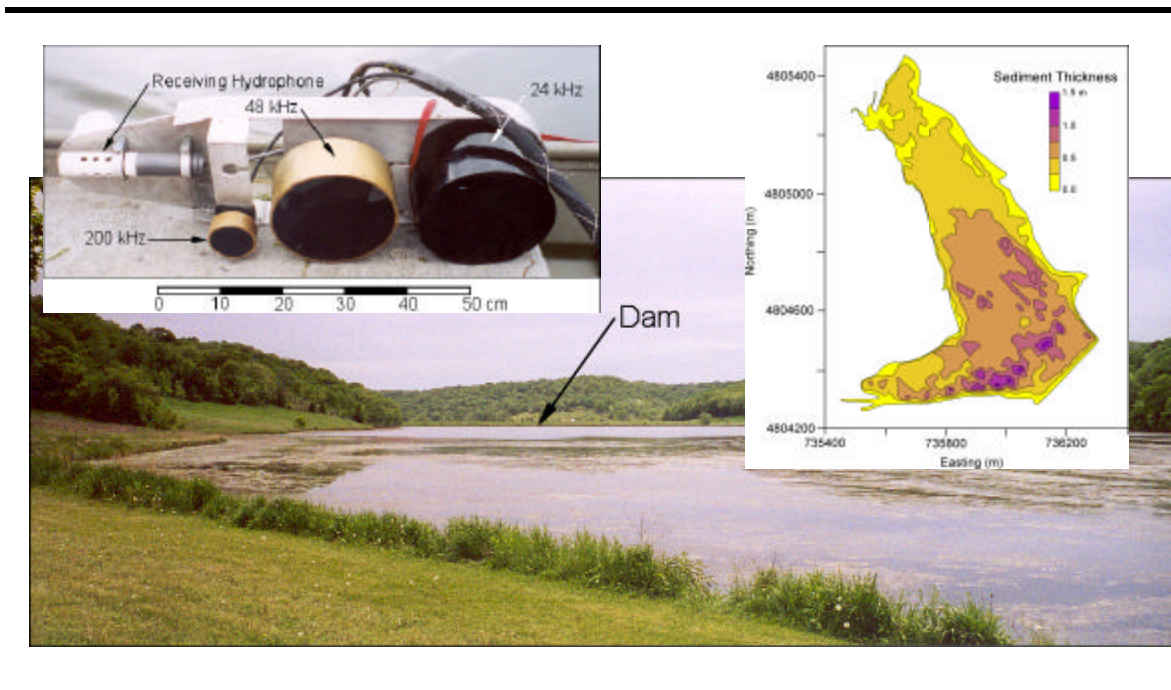 Receiving Hydrophone
48 kHz
24 kHz
200 kHz
0 10 20 30 40 50 cm
Dam
Sediment Thickness
1.5 m
1.0
0.5
0.0
4805400
4805000
4804600
4804200
Northing (m)
735400 735800 736200
Easting (m)